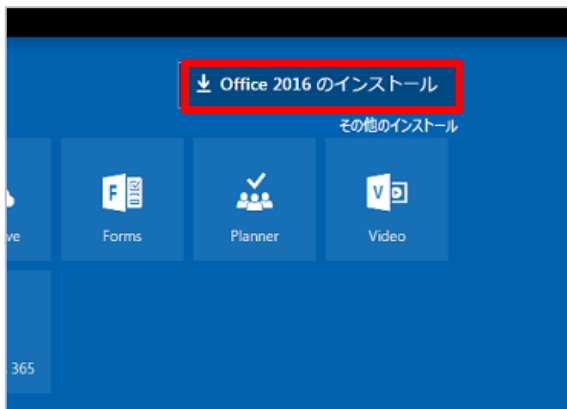 Office 2016 のインストール
その他のインストール
F
V
ve
Forms
Planner
Video
365